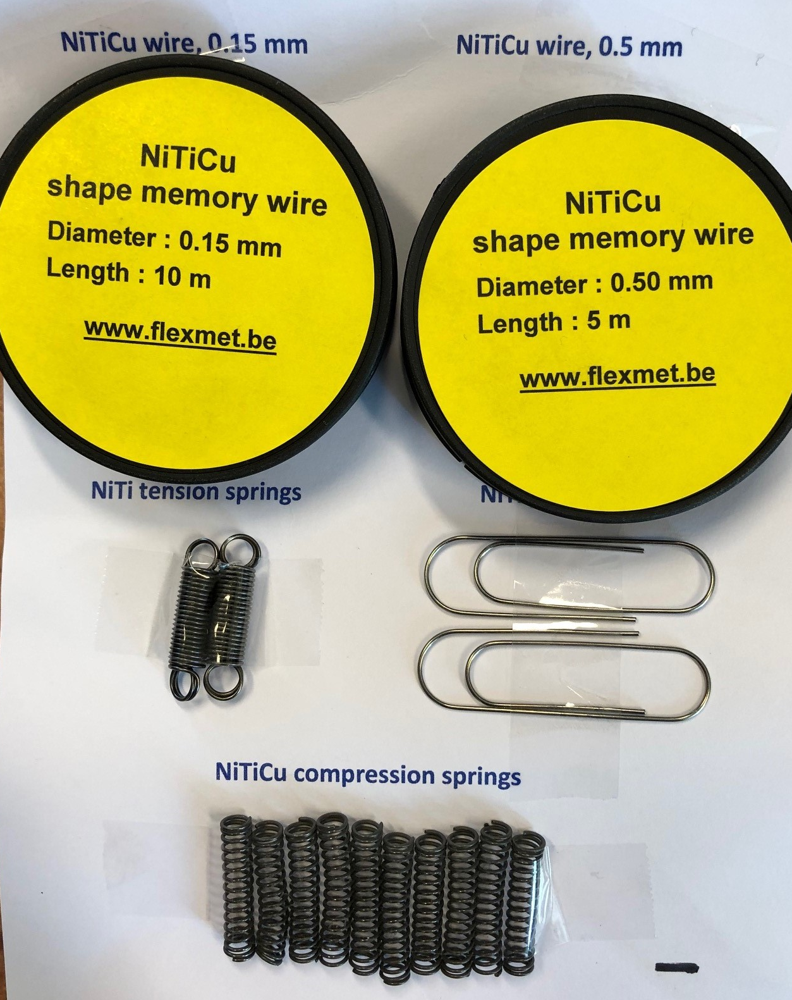 NiTiCu wire, 0.15 mm
NiTiCu wire, 0.5 mm
NiTiCu
shape memory wire
Diameter : 0.15 mm
Length : 10 m
www.flexmet.be
NiTiCu
shape memory wire
Diameter : 0.50 mm
Length : 5 m
www.flexmet.be
NiTi tension springs
NiTiCu compression springs